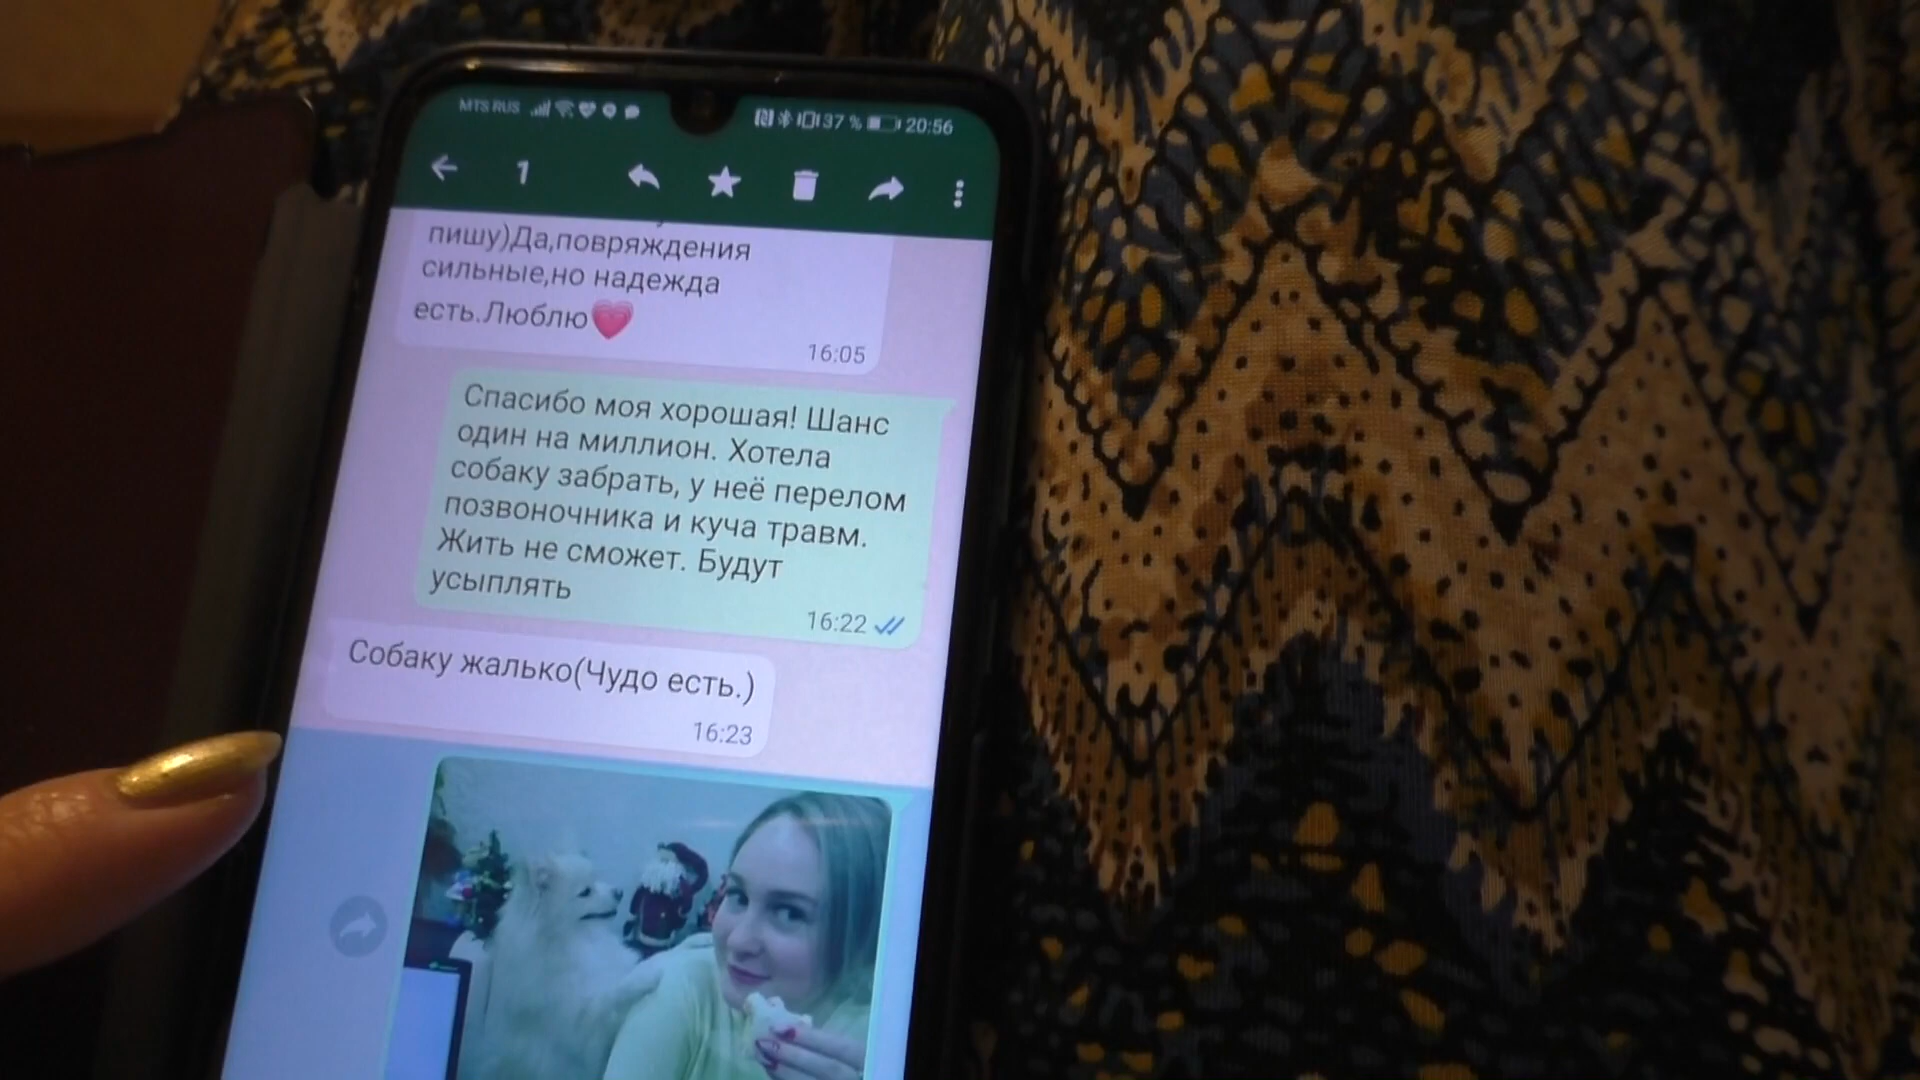 MTS RUS 37 % 20:56
1
пишу)Да,повряждения
сильные,но надежда
есть.Люблю💗
16:05
Спасибо моя хорошая! Шанс
один на миллион. Хотела
собаку забрать, у неё перелом
позвоночника и куча травм.
Жить не сможет. Будут
усыплять
16:22
Собаку жалько(Чудо есть.)
16:23